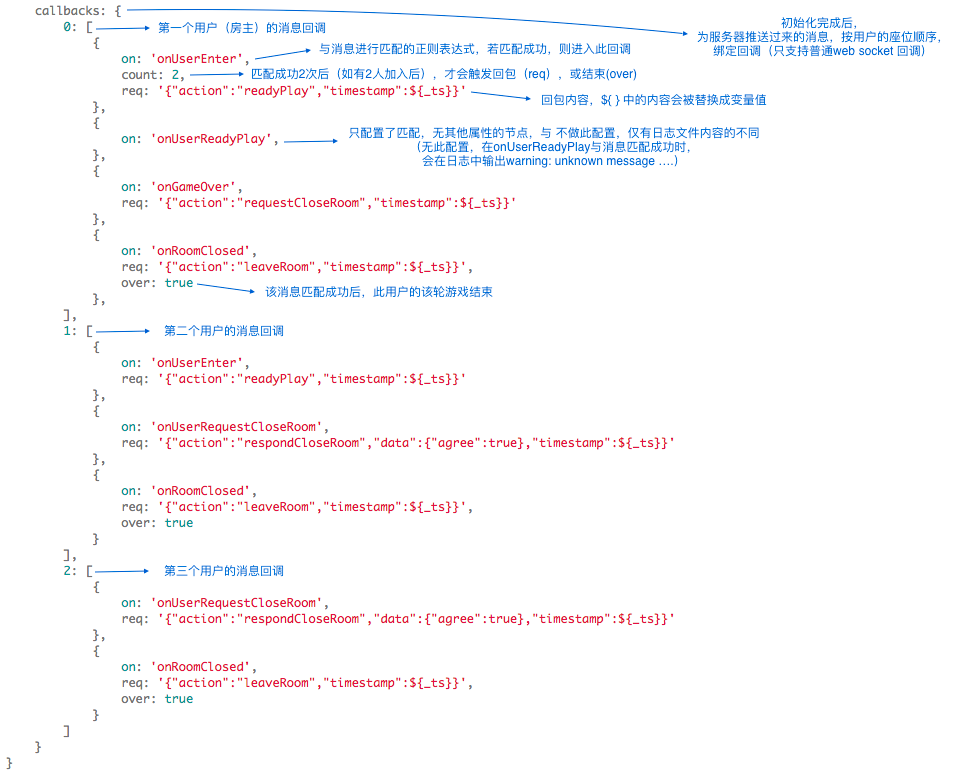 callbacks: {
初始化完成后，
为服务器推送过来的消息，按用户的座位顺序，
绑定回调（只支持普通web socket 回调）
0: [
第一个用户（房主）的消息回调
{
on: 'onUserEnter',
与消息进行匹配的正则表达式，若匹配成功，则进入此回调
count: 2,
匹配成功2次后（如有2人加入后），才会触发回包（req），或结束(over)
req: '{"action":"readyPlay","timestamp":${_ts}}'
回包内容，${ } 中的内容会被替换成变量值
},
{
on: 'onUserReadyPlay',
只配置了匹配，无其他属性的节点，与 不做此配置，仅有日志文件内容的不同
（无此配置，在onUserReadyPlay与消息匹配成功时，
会在日志中输出warning: unknown message ....）
},
{
on: 'onGameOver',
req: '{"action":"requestCloseRoom","timestamp":${_ts}}'
},
{
on: 'onRoomClosed',
req: '{"action":"leaveRoom","timestamp":${_ts}}',
over: true
该消息匹配成功后，此用户的该轮游戏结束
},
],
1: [
第二个用户的消息回调
{
on: 'onUserEnter',
req: '{"action":"readyPlay","timestamp":${_ts}}'
},
{
on: 'onUserRequestCloseRoom',
req: '{"action":"respondCloseRoom","data":{"agree":true},"timestamp":${_ts}}'
},
{
on: 'onRoomClosed',
req: '{"action":"leaveRoom","timestamp":${_ts}}',
over: true
}
],
2: [
第三个用户的消息回调
{
on: 'onUserRequestCloseRoom',
req: '{"action":"respondCloseRoom","data":{"agree":true},"timestamp":${_ts}}'
},
{
on: 'onRoomClosed',
req: '{"action":"leaveRoom","timestamp":${_ts}}',
over: true
}
]
}
}